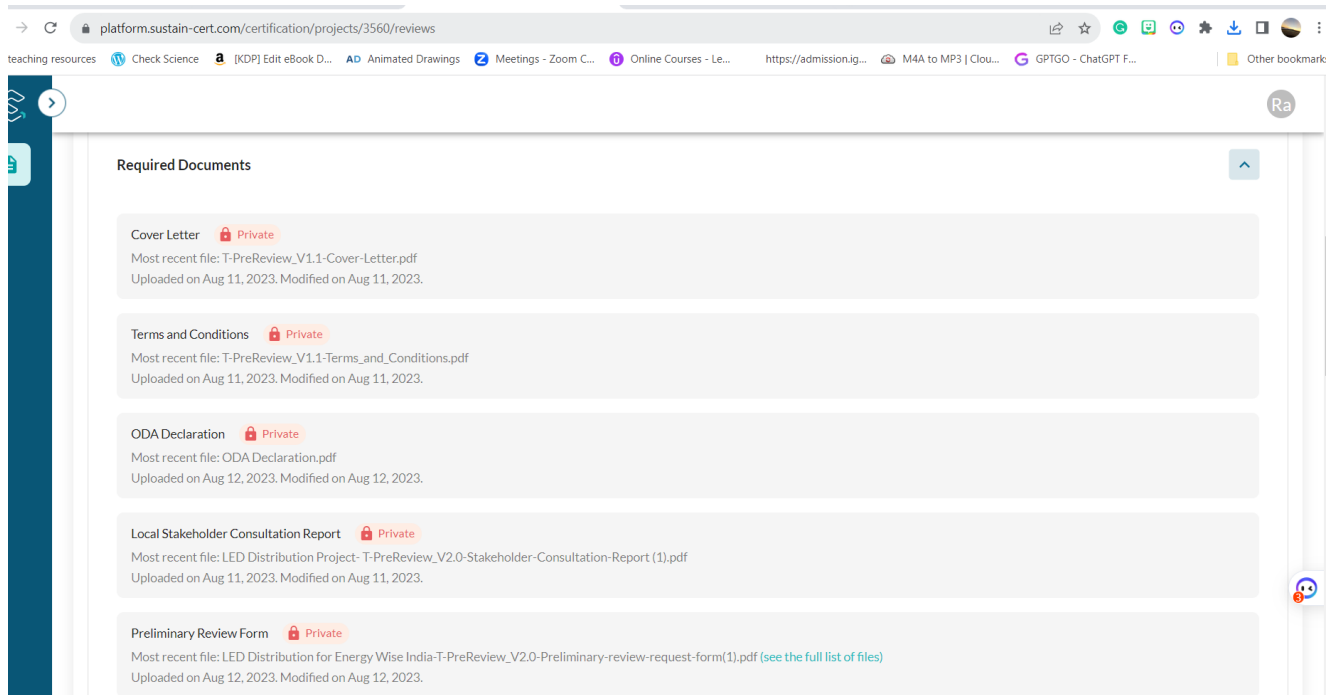 platform.sustain-cert.com/certification/projects/3560/reviews
teaching resources Check Science [KDP] Edit eBook D... AD Animated Drawings Meetings - Zoom C... Online Courses - Le... https://admission.ig... M4A to MP3 | Clou... GPTGO - ChatGPT F... Other bookmarks
Ra
Required Documents
Cover Letter Private
Most recent file: T-PreReview_V1.1-Cover-Letter.pdf
Uploaded on Aug 11, 2023. Modified on Aug 11, 2023.
Terms and Conditions Private
Most recent file: T-PreReview_V1.1-Terms_and_Conditions.pdf
Uploaded on Aug 11, 2023. Modified on Aug 11, 2023.
ODA Declaration Private
Most recent file: ODA Declaration.pdf
Uploaded on Aug 12, 2023. Modified on Aug 12, 2023.
Local Stakeholder Consultation Report Private
Most recent file: LED Distribution Project- T-PreReview_V2.0-Stakeholder-Consultation-Report (1).pdf
Uploaded on Aug 11, 2023. Modified on Aug 11, 2023.
3
Preliminary Review Form Private
Most recent file: LED Distribution for Energy Wise India-T-PreReview_V2.0-Preliminary-review-request-form(1).pdf (see the full list of files)
Uploaded on Aug 12, 2023. Modified on Aug 12, 2023.